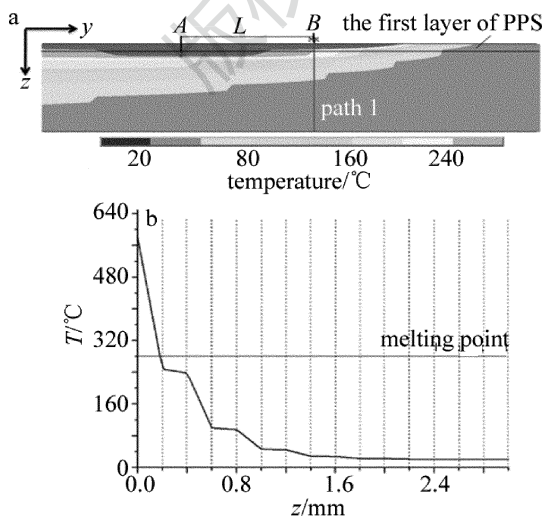 a
y
A
L
B
the first layer of PPS
z
path 1
20 80 160 240
temperature/℃
640
b
480
T/℃
320
melting point
160
0
0.0 0.8 1.6 2.4
z/mm